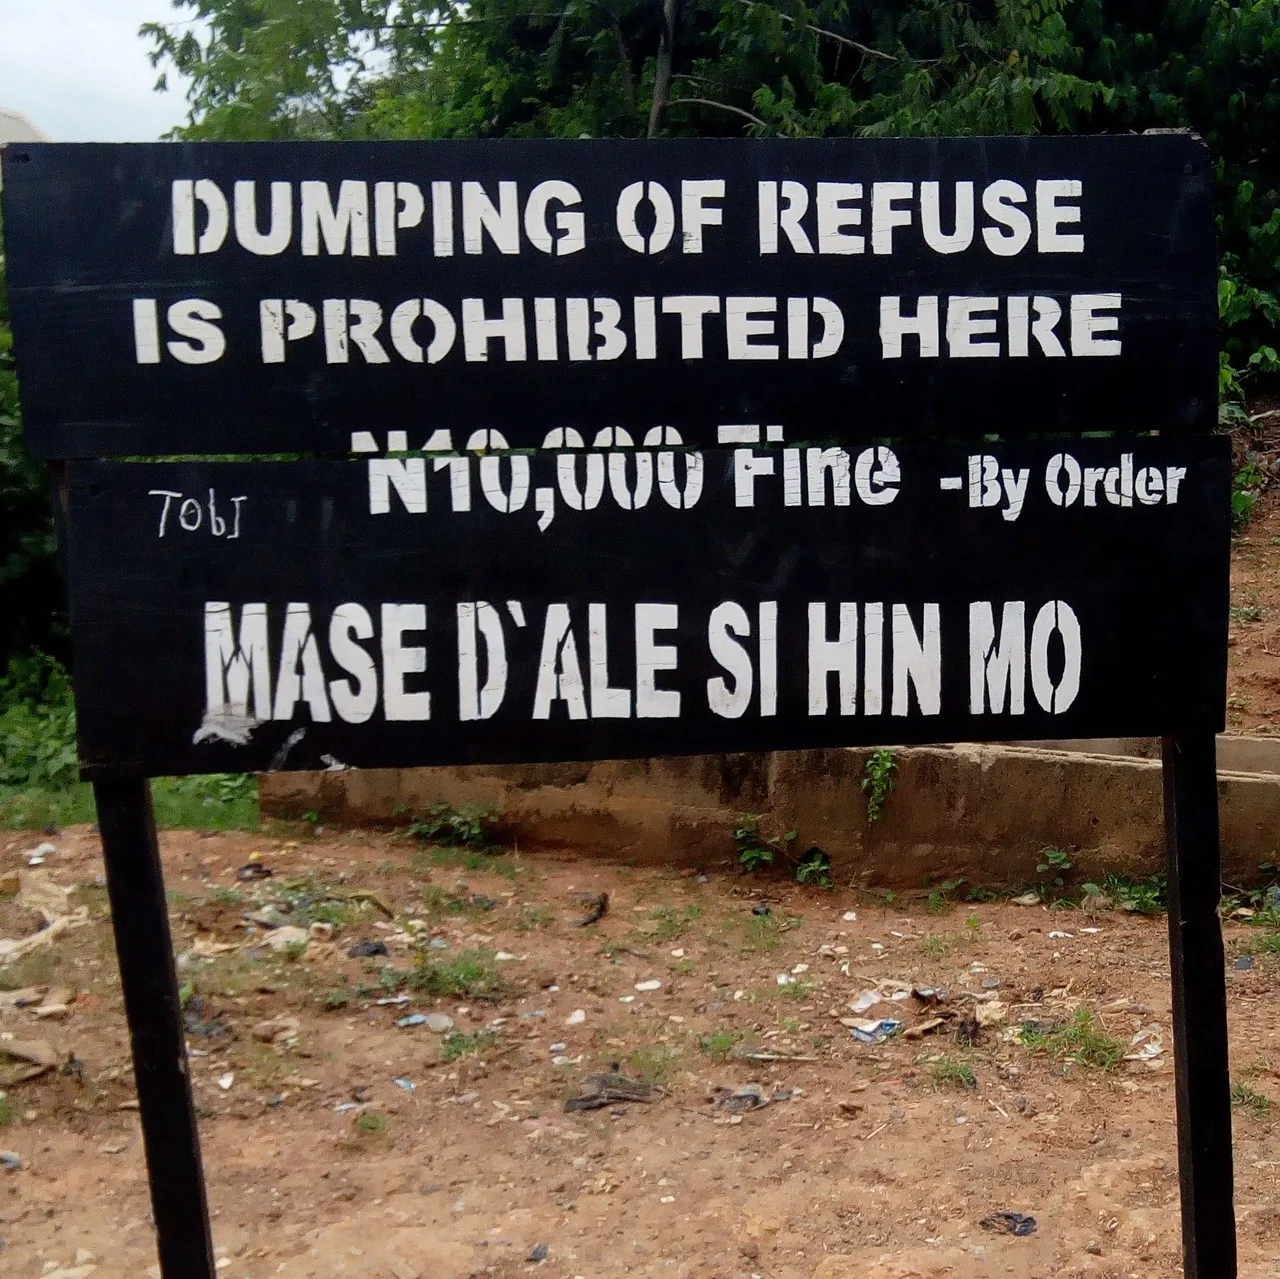 DUMPING OF REFUSE
IS PROHIBITED HERE
N10,000 Fine -By Order
TobI
MASE D`ALE SI HIN MO